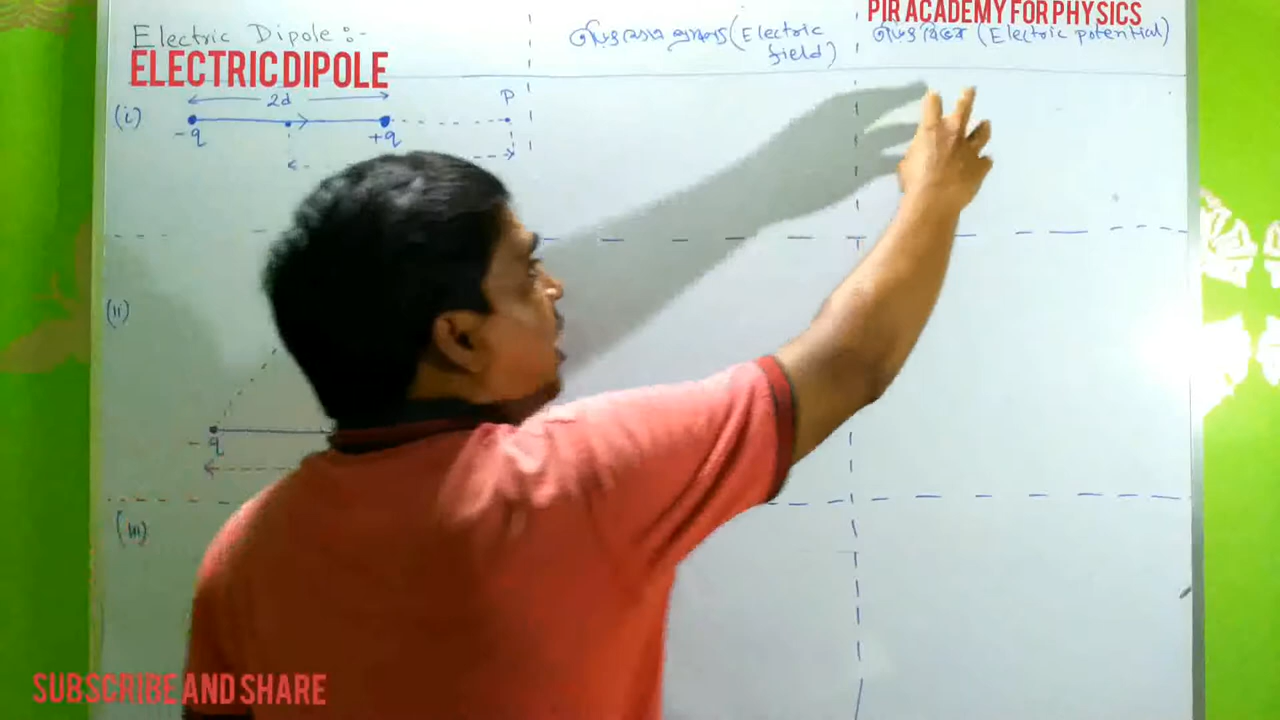 PIR ACADEMY FOR PHYSICS
Electric Dipole :-
(Electric
field)
(Electric potential)
ELECTRIC DIPOLE
(i)
2d
P
-q
+q
(ii)
-q
(iii)
SUBSCRIBE AND SHARE